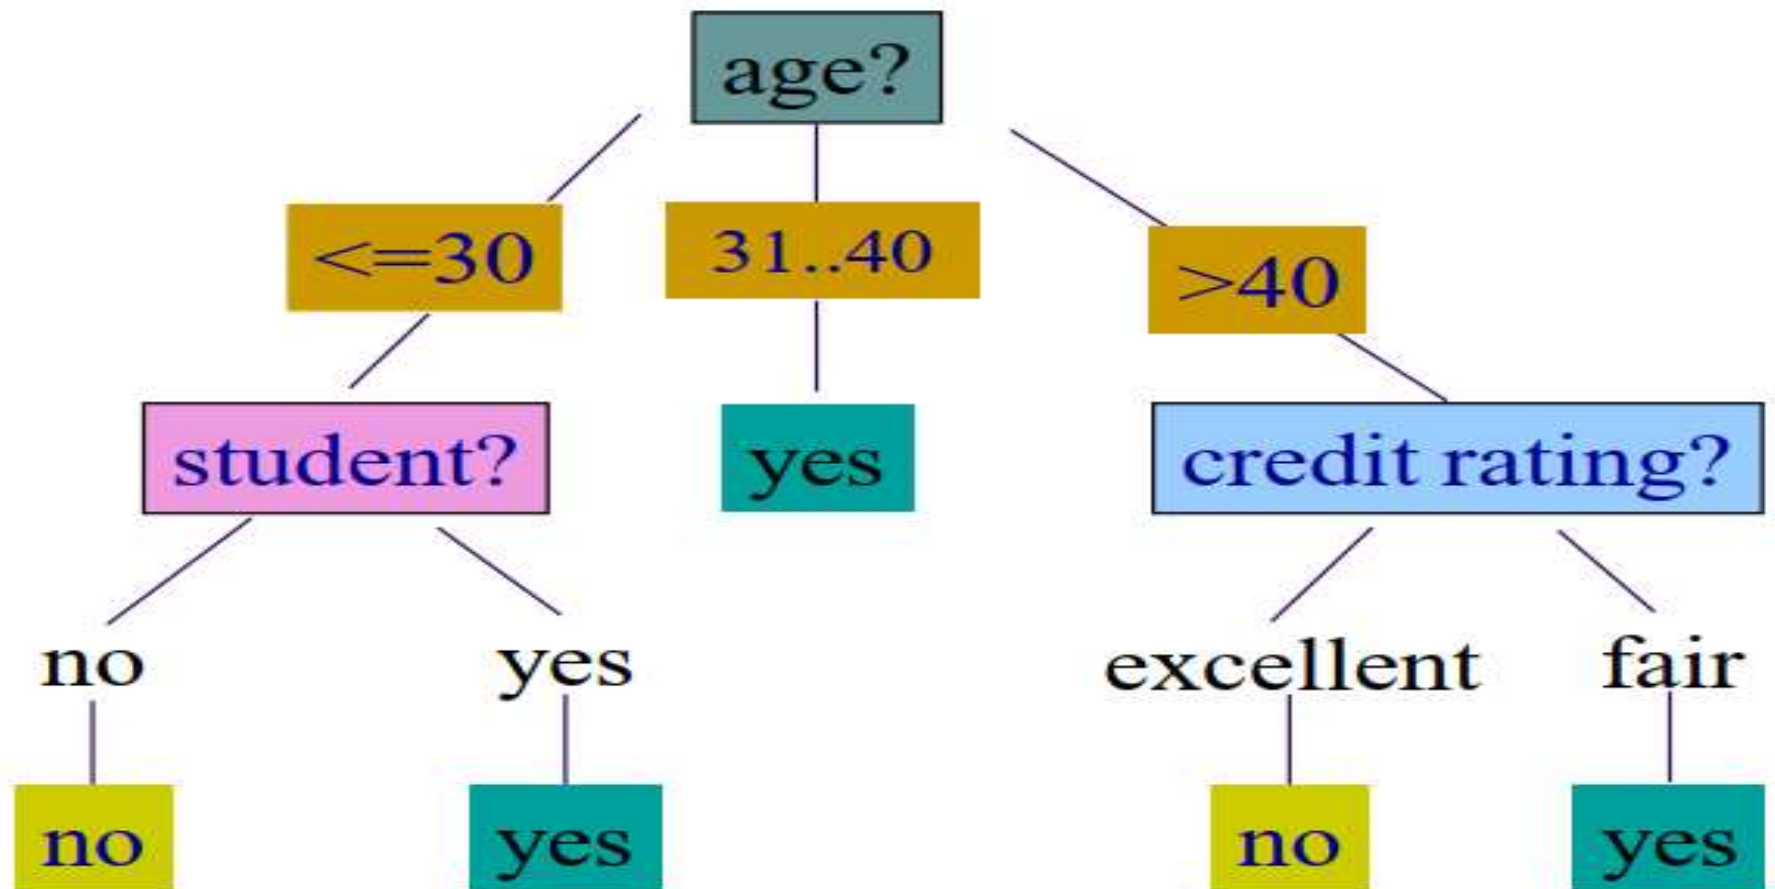 age?
<=30
31..40
>40
student?
yes
credit rating?
no
yes
excellent
fair
no
yes
no
yes